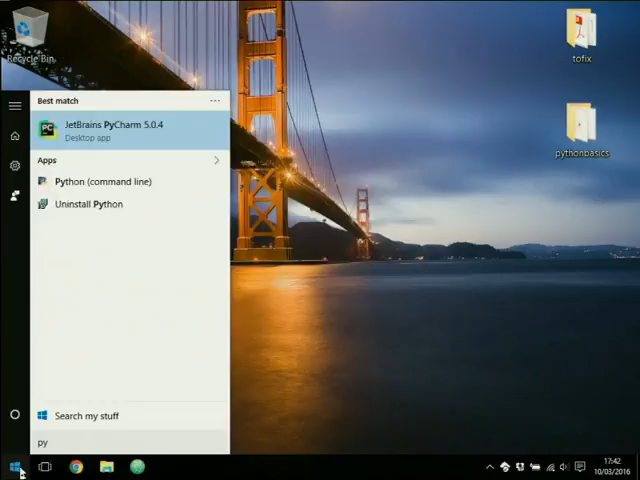 Recycle Bin
tofix
pythonbasics
Best match
JetBrains PyCharm 5.0.4
Desktop app
PC
Apps
Python (command line)
Uninstall Python
Search my stuff
py
17:42
10/03/2016